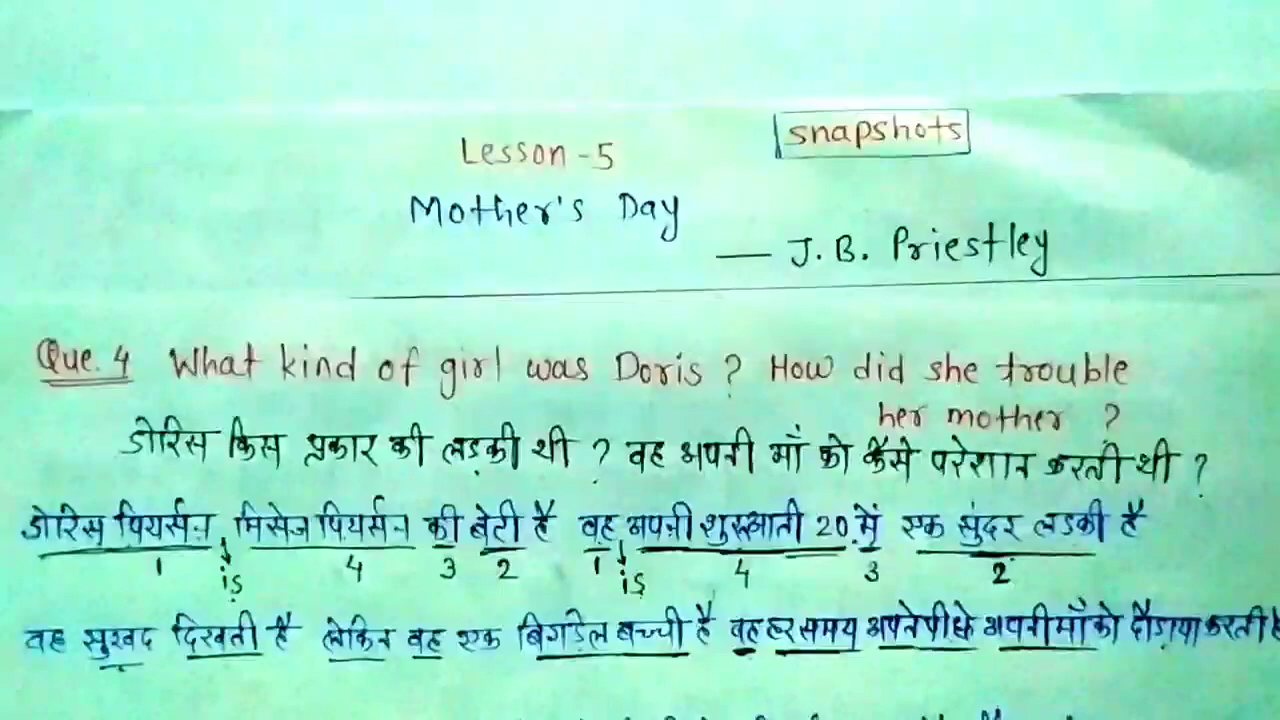 Lesson-5
Snapshots
Mother's Day
— J. B. Priestley
Que. 4 What kind of girl was Doris ? How did she trouble
her mother ?
डोरिस किस प्रकार की लड़की थी ? वह अपनी माँ को कैसे परेशान करती थी ?
डोरिस पियर्सन मिसेज पियर्सन की बेटी है वह अपनी शुरुआती 20 में एक सुंदर लडकी है
1 is 4 3 2 1 is 4 3 2
वह सुखद दिखती है लेकिन वह एक बिगड़ैल बच्ची है वह हर समय अपने पीछे अपनी माँ को दौडाया करती है